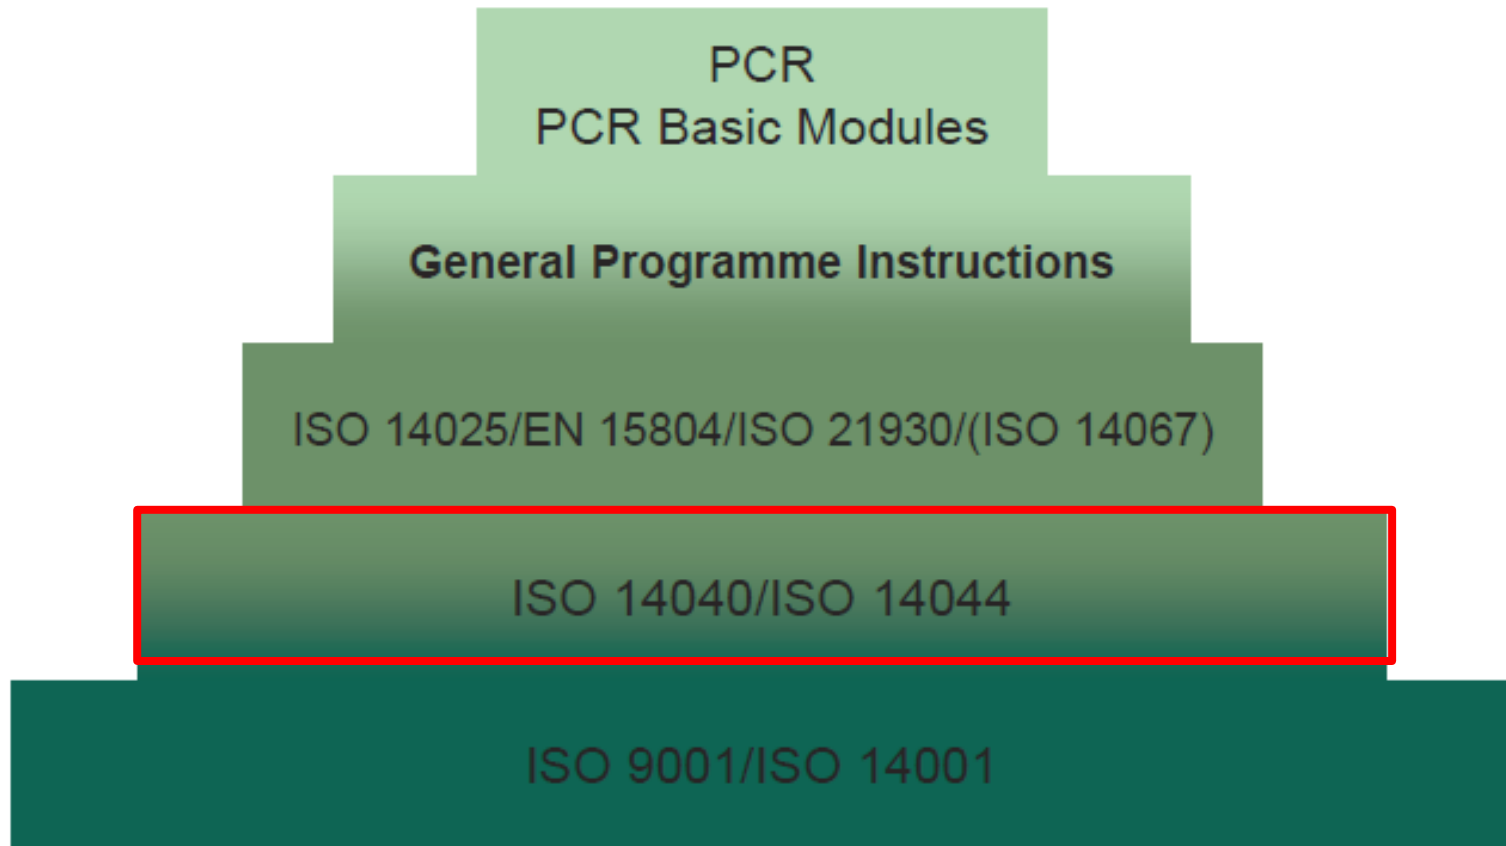 PCR
PCR Basic Modules
General Programme Instructions
ISO 14025/EN 15804/ISO 21930/(ISO 14067)
ISO 14040/ISO 14044
ISO 9001/ISO 14001